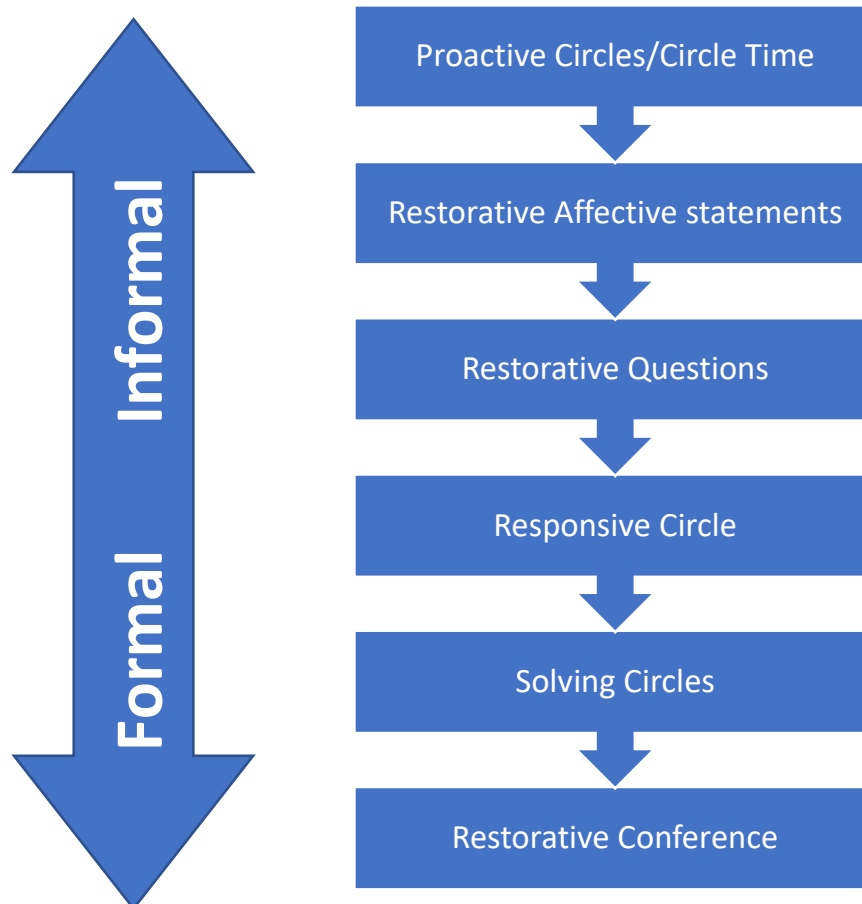 Informal
Formal
Proactive Circles/Circle Time
Restorative Affective statements
Restorative Questions
Responsive Circle
Solving Circles
Restorative Conference